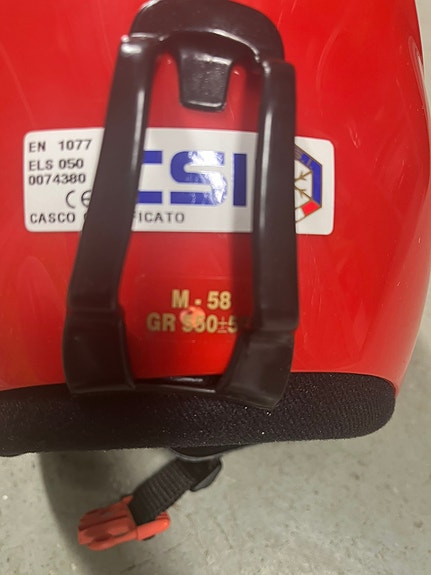 EN 1077
ELS 050
0074380
CE
CSI
CASCO
M - 58
GR